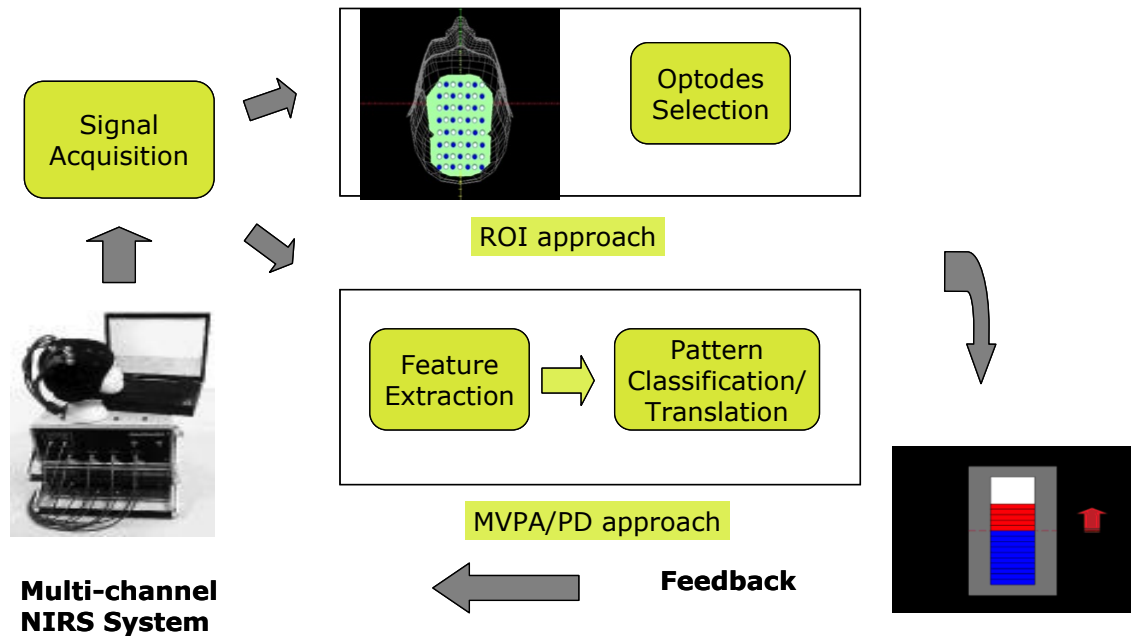 Signal
Acquisition
Optodes
Selection
ROI approach
Feature
Extraction
Pattern
Classification/
Translation
MVPA/PD approach
Multi-channel
NIRS System
Feedback